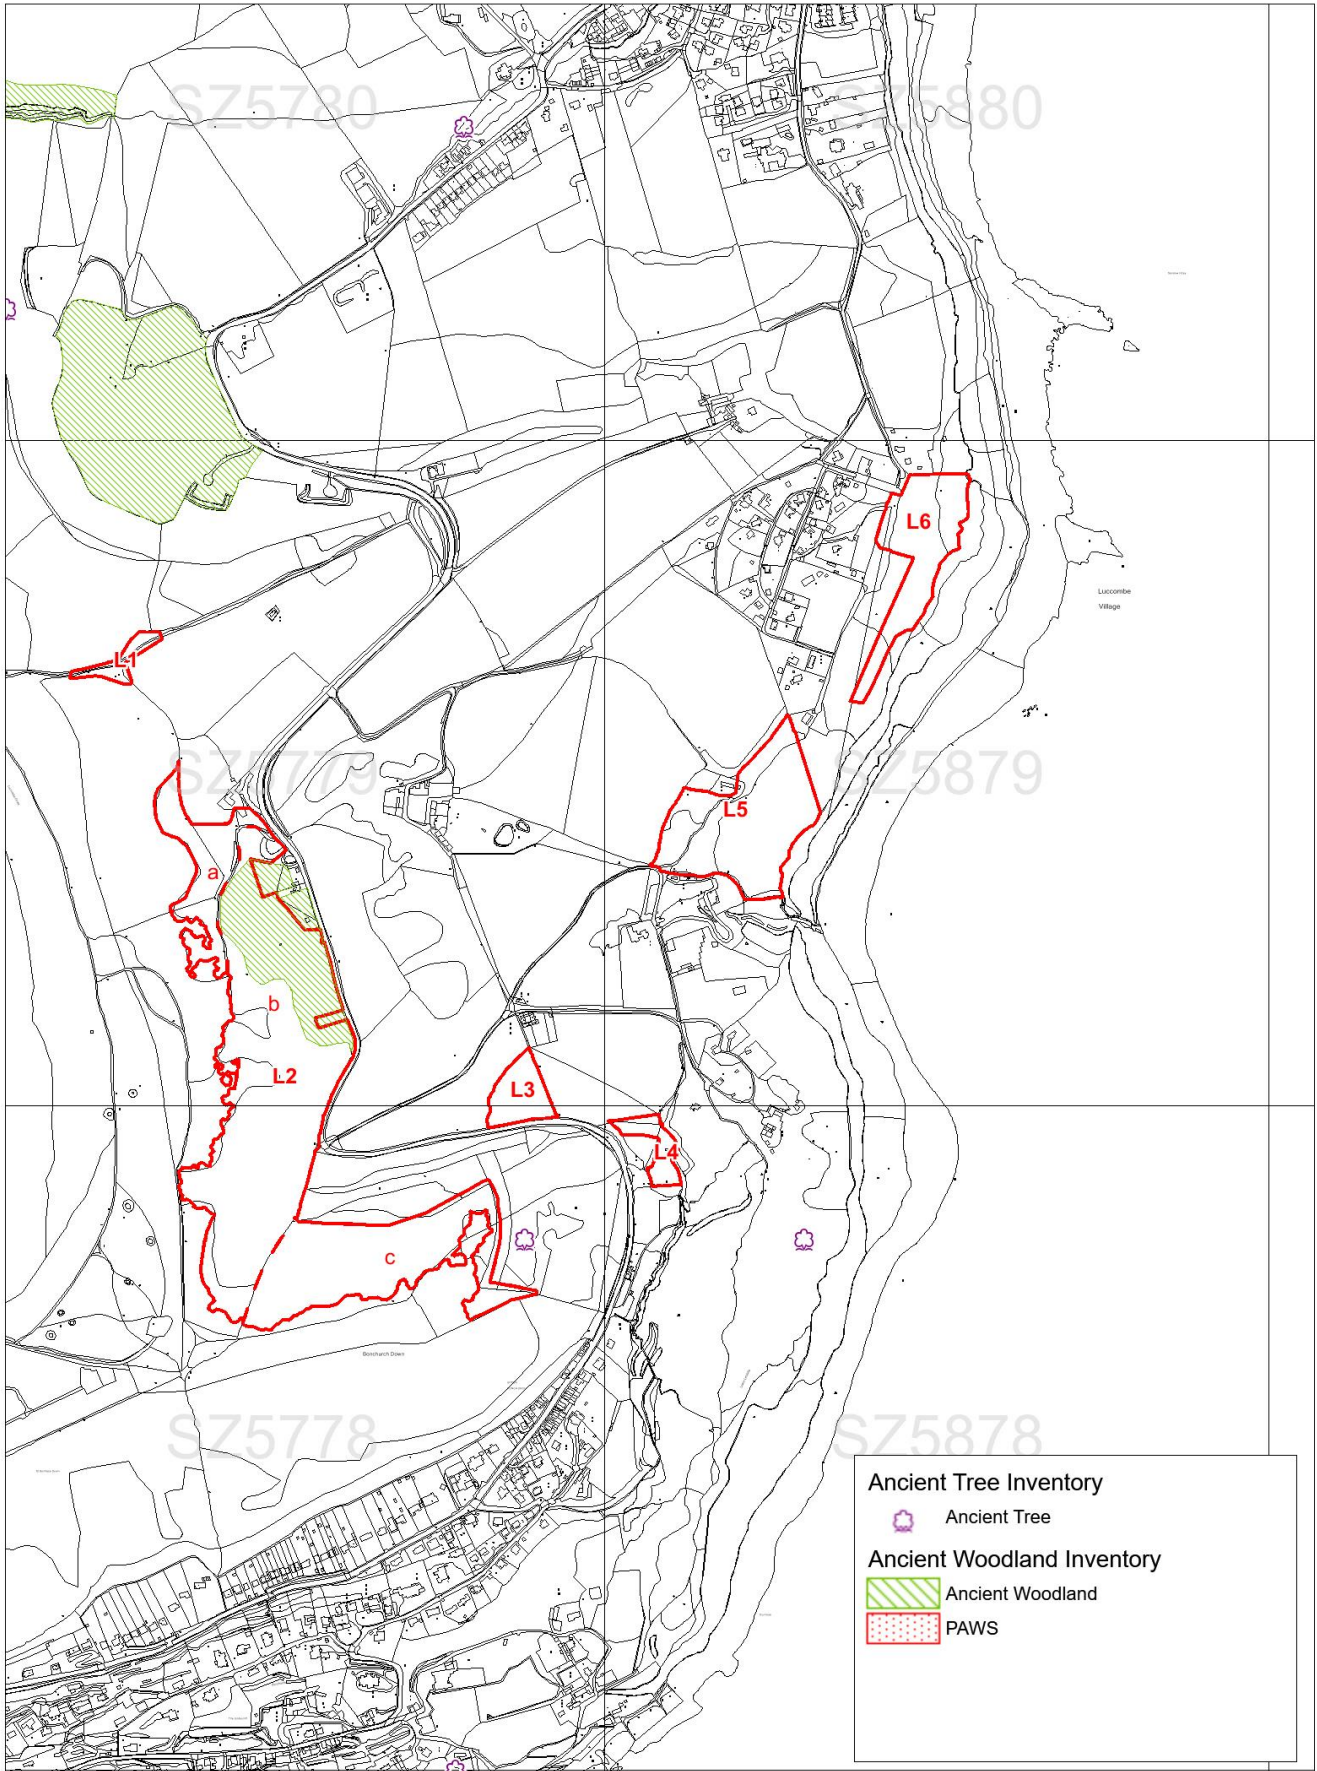 SZ5780
SZ5880
L6
Luccombe
Village
L1
SZ5779
SZ5879
L5
a
b
L2
L3
L4
c
Bonchurch Down
SZ5778
SZ5878
Ancient Tree Inventory
Ancient Tree
Ancient Woodland Inventory
Ancient Woodland
PAWS